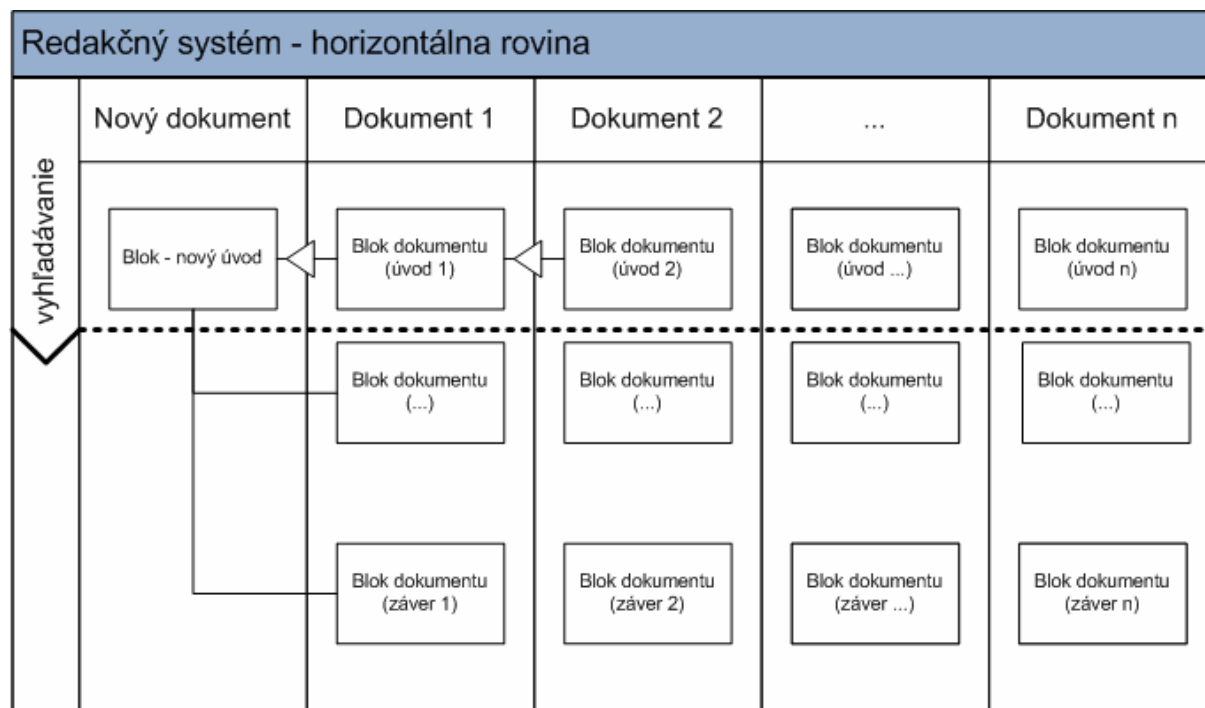 Redakčný systém - horizontálna rovina
vyhľadávanie
Nový dokument
Dokument 1
Dokument 2
...
Dokument n
Blok - nový úvod
Blok dokumentu
(úvod 1)
Blok dokumentu
(úvod 2)
Blok dokumentu
(úvod ...)
Blok dokumentu
(úvod n)
Blok dokumentu
(...)
Blok dokumentu
(...)
Blok dokumentu
(...)
Blok dokumentu
(...)
Blok dokumentu
(záver 1)
Blok dokumentu
(záver 2)
Blok dokumentu
(záver ...)
Blok dokumentu
(záver n)